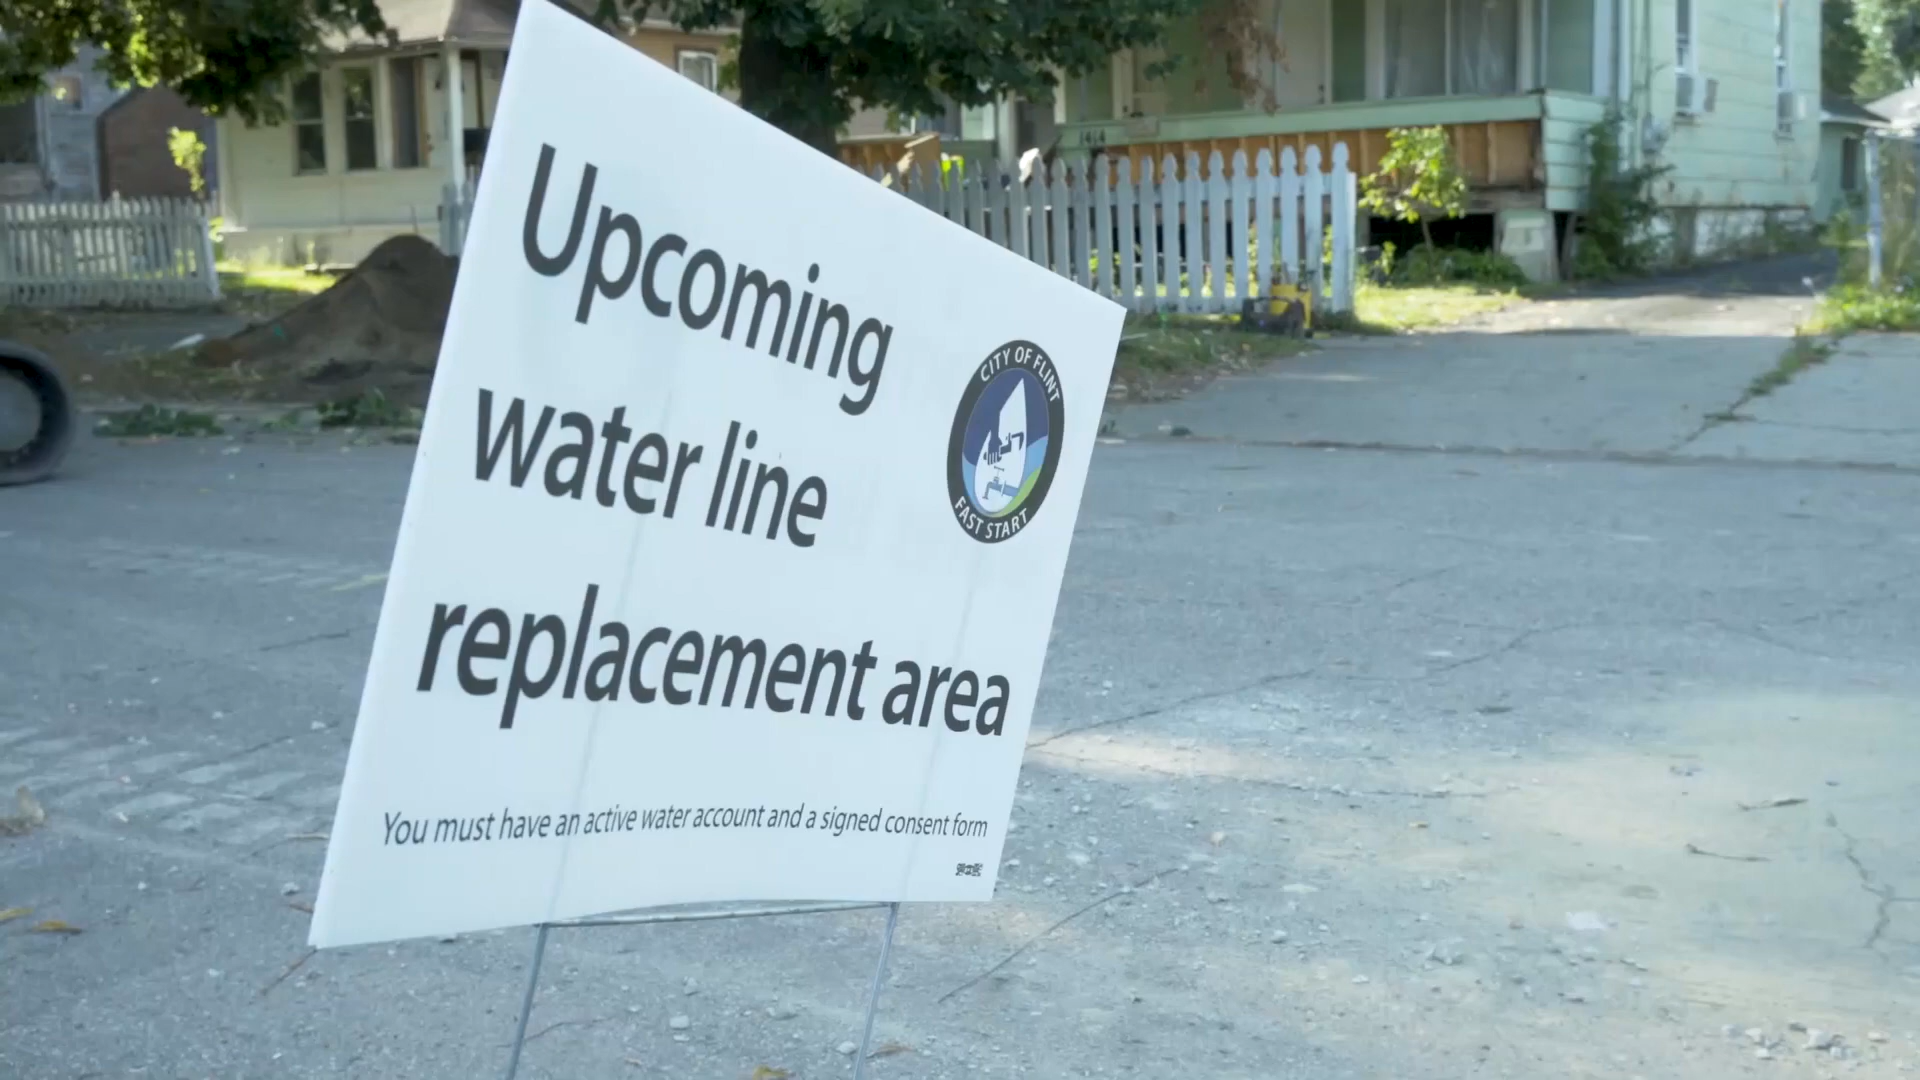 1414
Upcoming
water line
replacement area
CITY OF FLINT
FAST START
You must have an active water account and a signed consent form